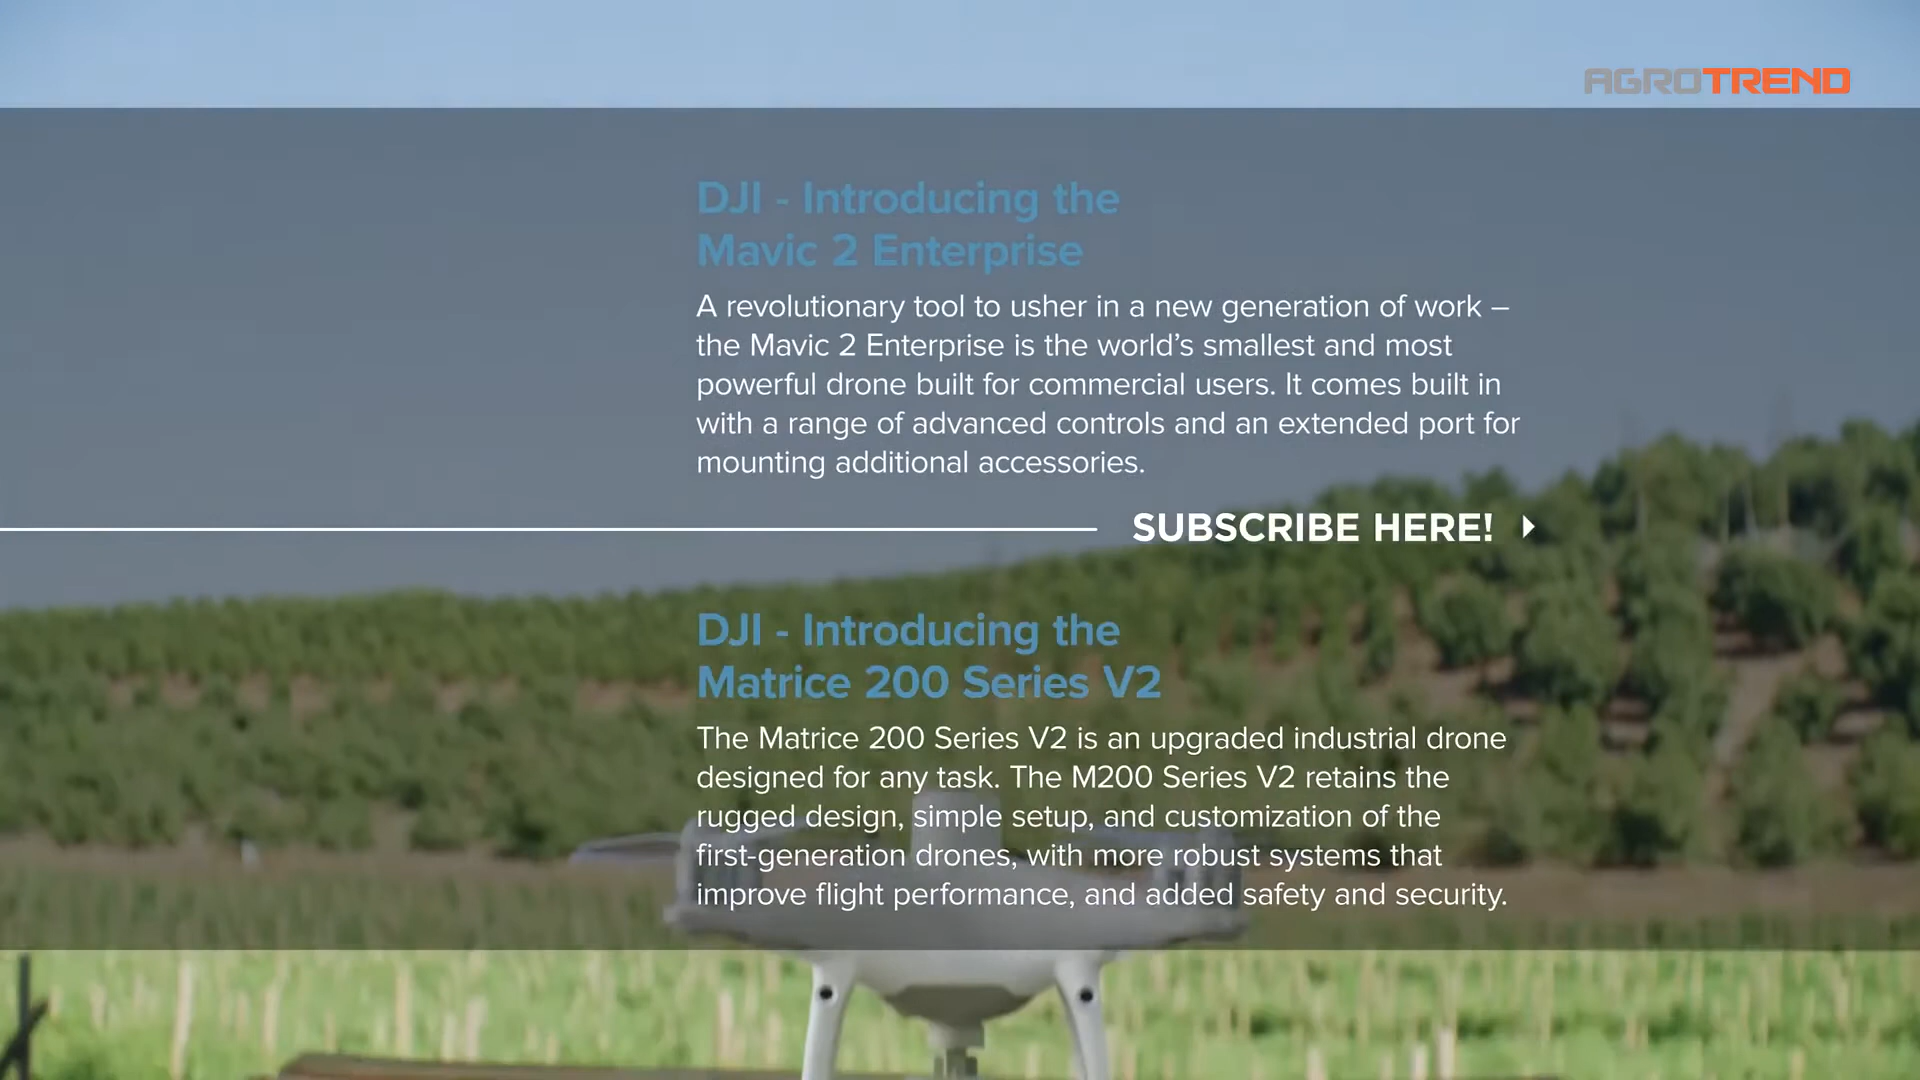 AGROTREND
DJI - Introducing the
Mavic 2 Enterprise
A revolutionary tool to usher in a new generation of work –
the Mavic 2 Enterprise is the world’s smallest and most
powerful drone built for commercial users. It comes built in
with a range of advanced controls and an extended port for
mounting additional accessories.
SUBSCRIBE HERE!
DJI - Introducing the
Matrice 200 Series V2
The Matrice 200 Series V2 is an upgraded industrial drone
designed for any task. The M200 Series V2 retains the
rugged design, simple setup, and customization of the
first-generation drones, with more robust systems that
improve flight performance, and added safety and security.